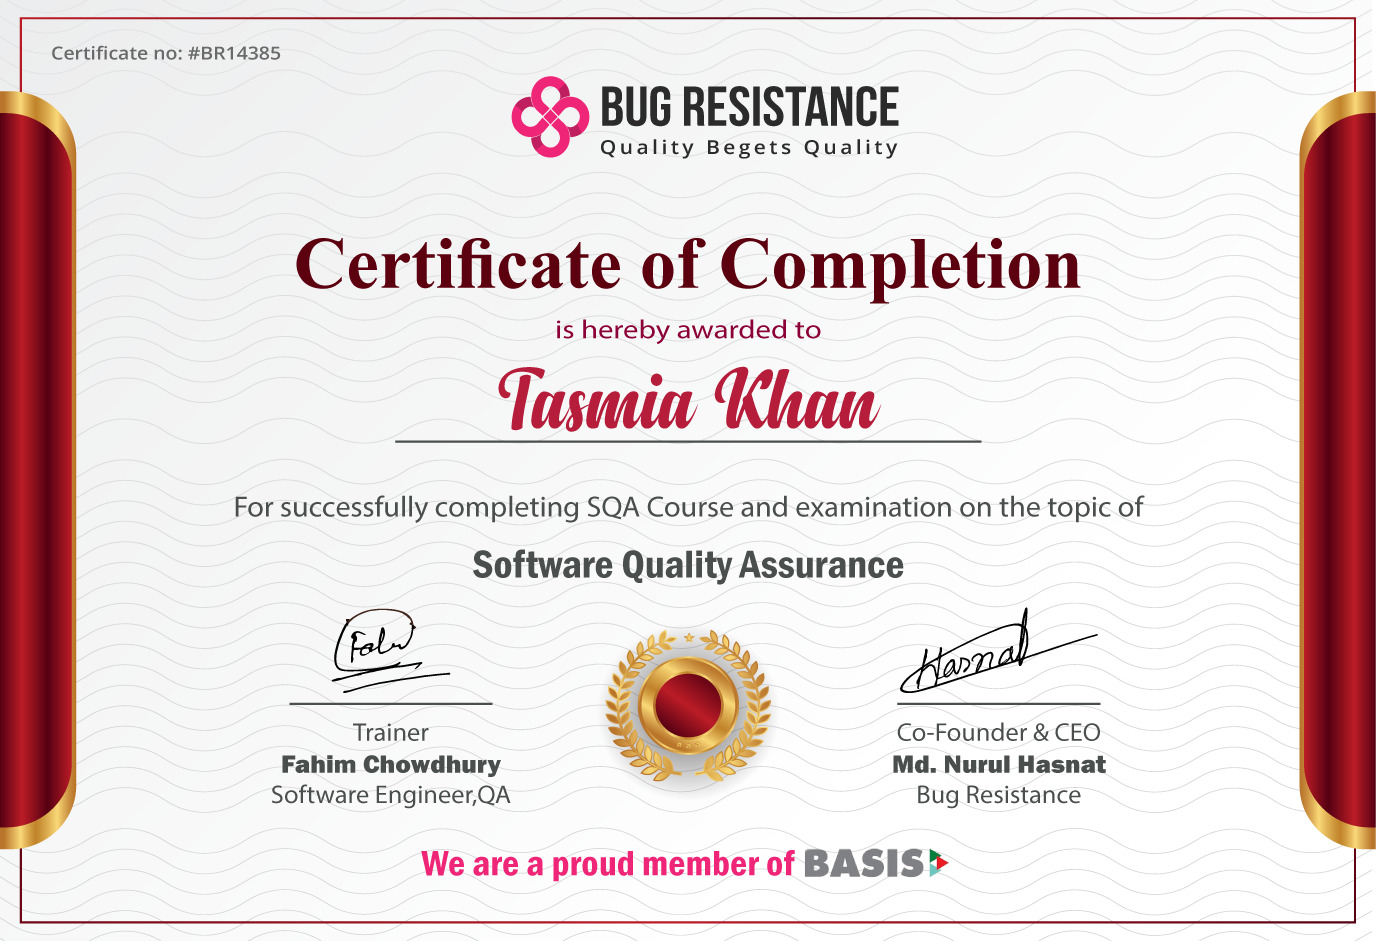 Certificate no: #BR14385
BUG RESISTANCE
Quality Begets Quality
Certificate of Completion
is hereby awarded to
Tasmia Khan
For successfully completing SQA Course and examination on the topic of
Software Quality Assurance
Fahim
Hasnat
Trainer
Fahim Chowdhury
Software Engineer,QA
Co-Founder & CEO
Md. Nurul Hasnat
Bug Resistance
We are a proud member of BASIS